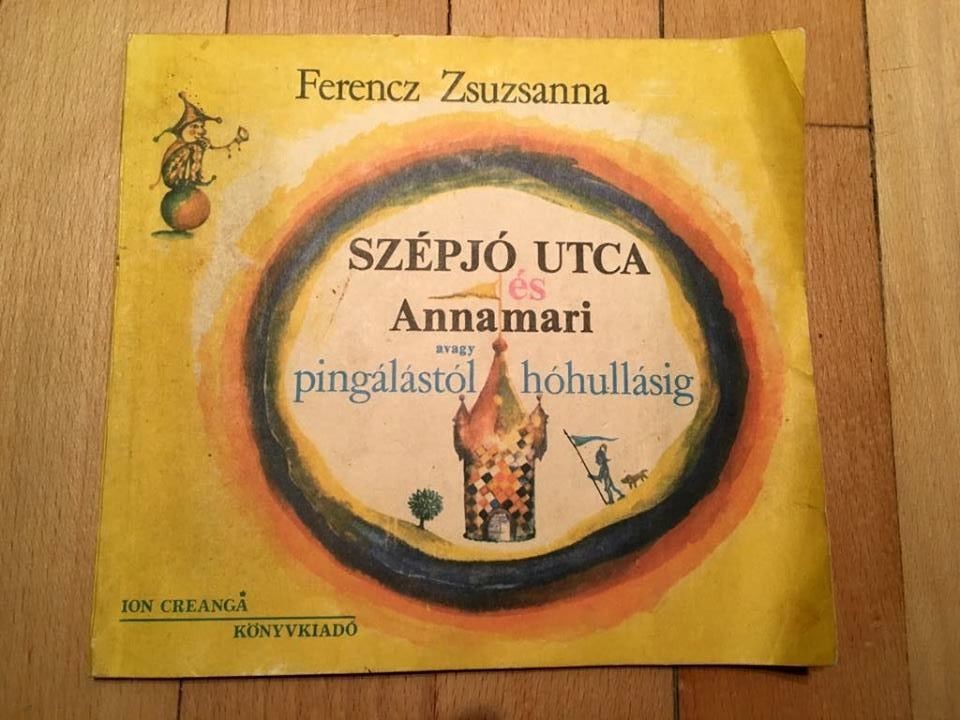 Ferencz Zsuzsanna
SZÉPJÓ UTCA
és
Annamari
avagy
pingálástól hóhullásig
ION CREANGĂ
KÖNYVKIADÓ